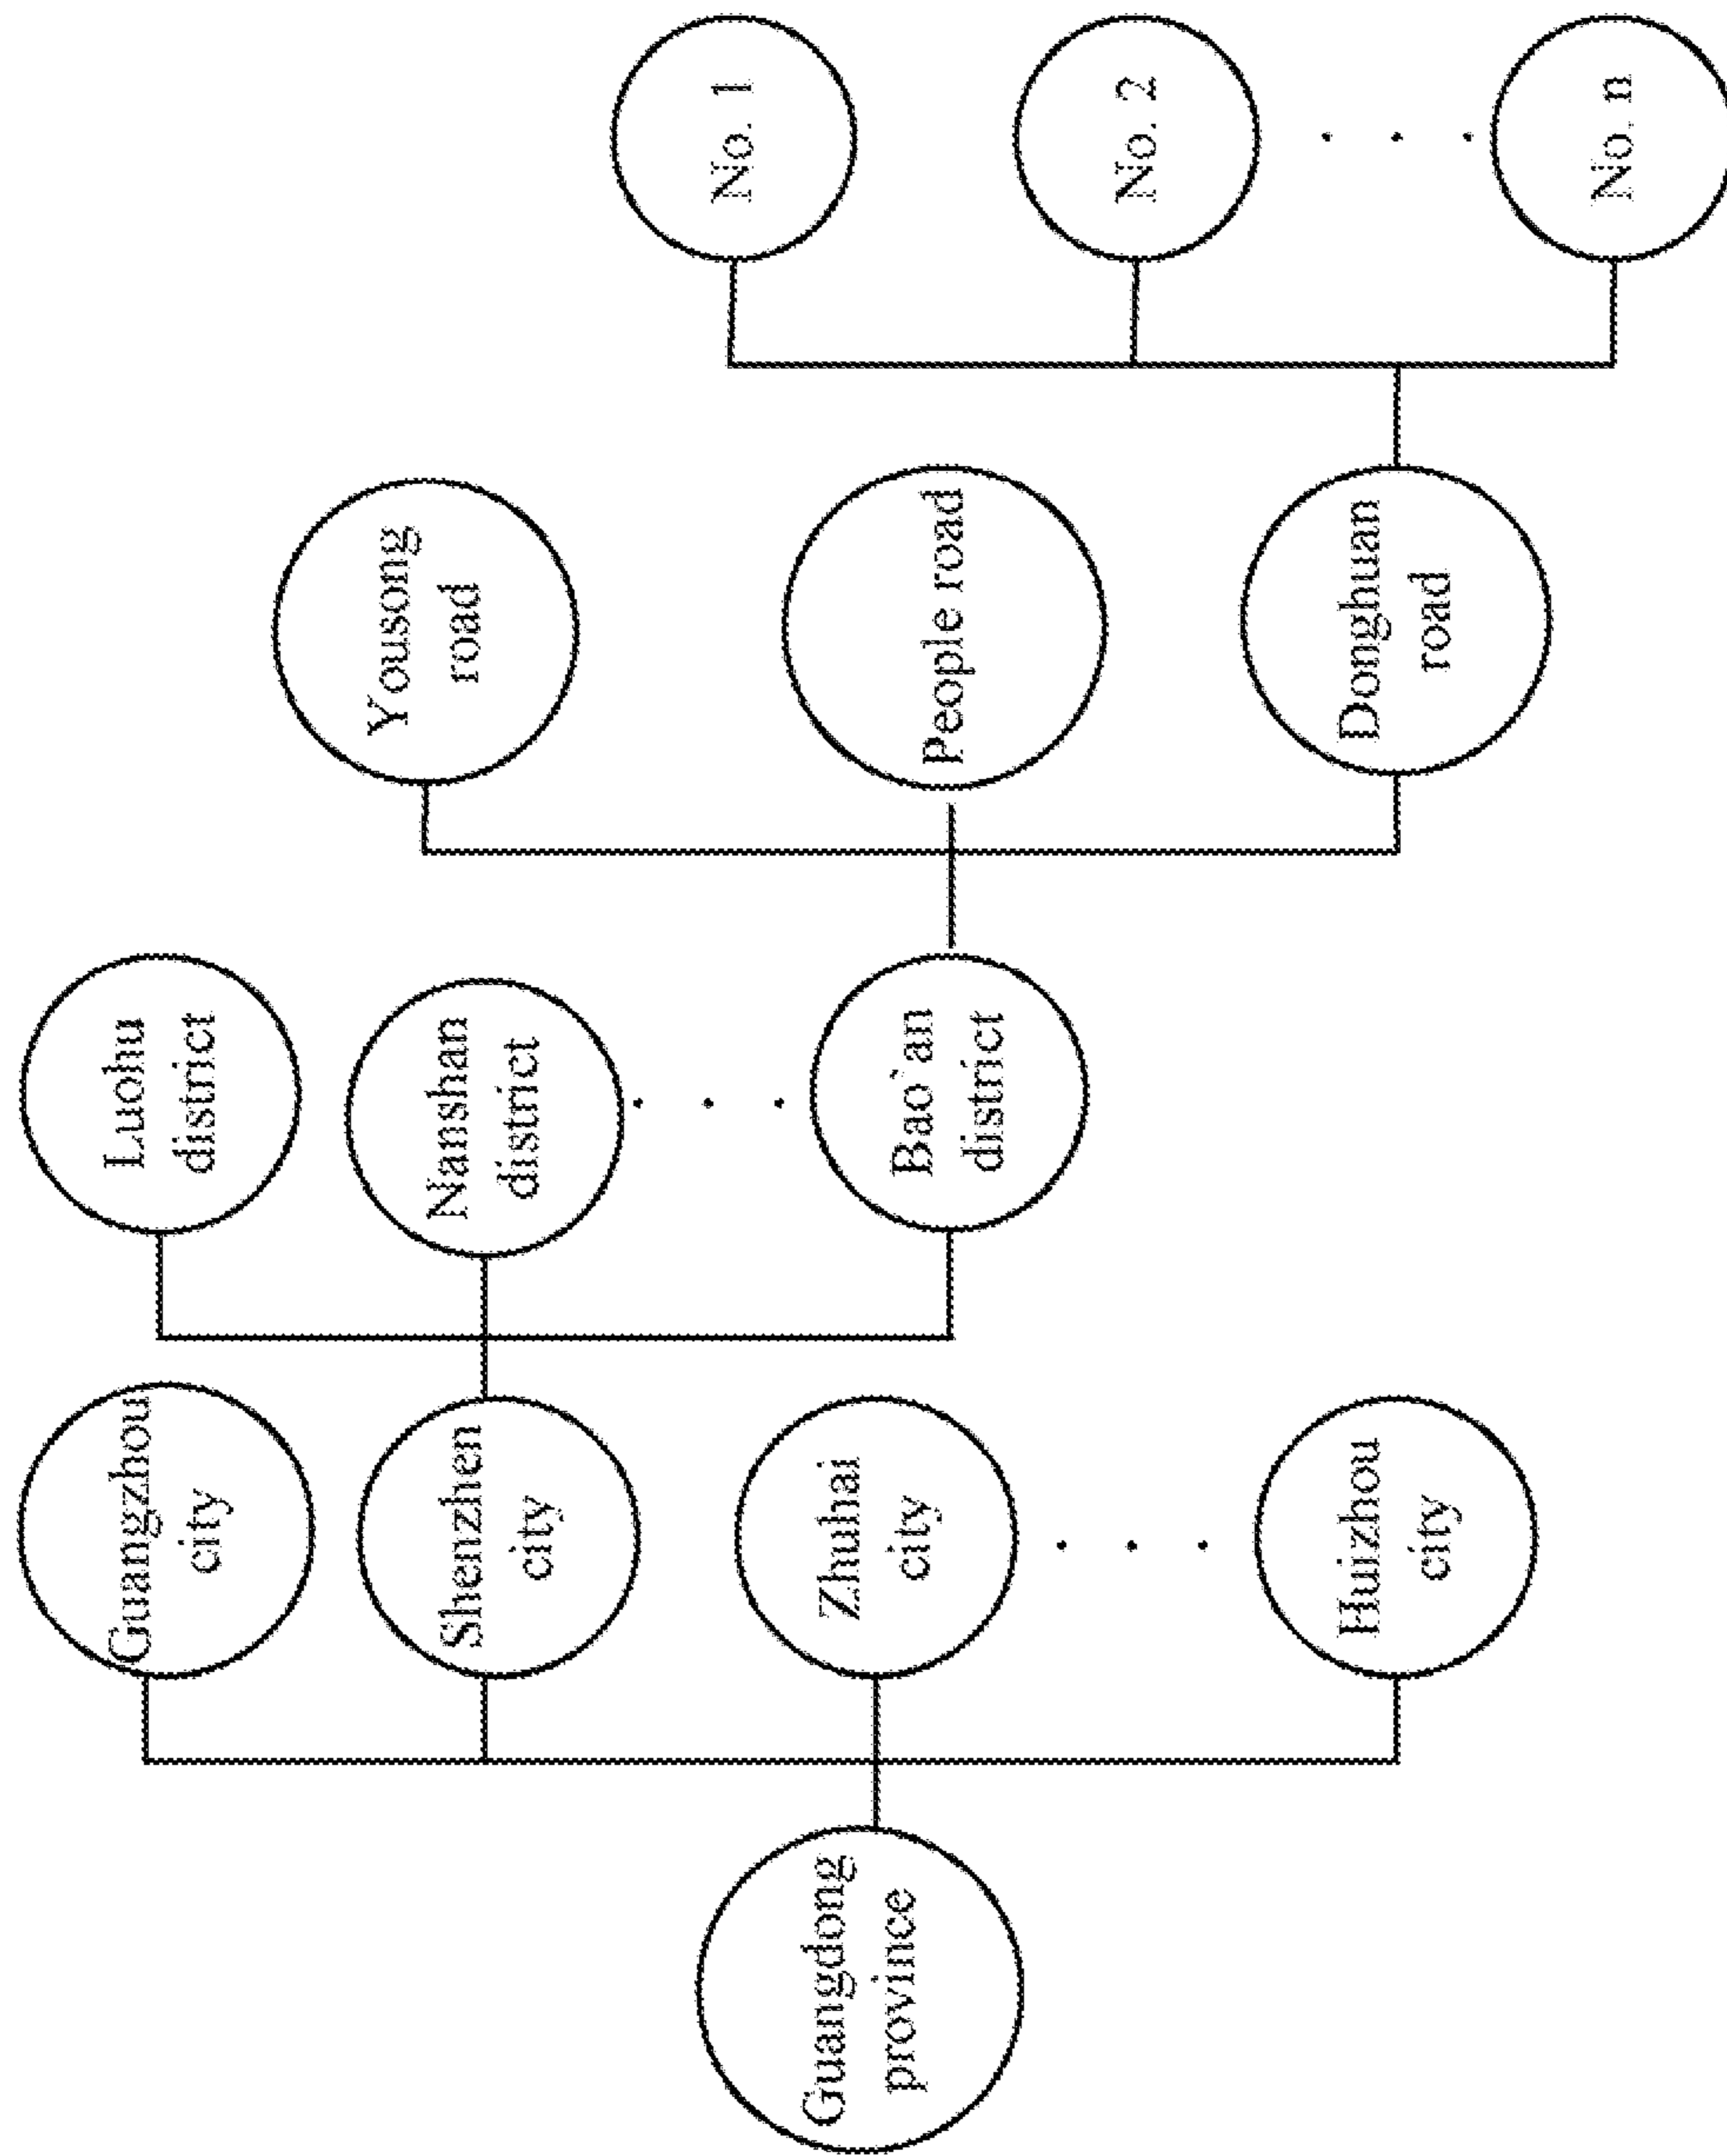 Guangdong
province
Guangzhou
city
Shenzhen
city
Zhuhai
city
Huizhou
city
Luohu
district
Nanshan
district
Bao`an
district
Yousong
road
People road
Donghuan
road
No. 1
No. 2
No. n